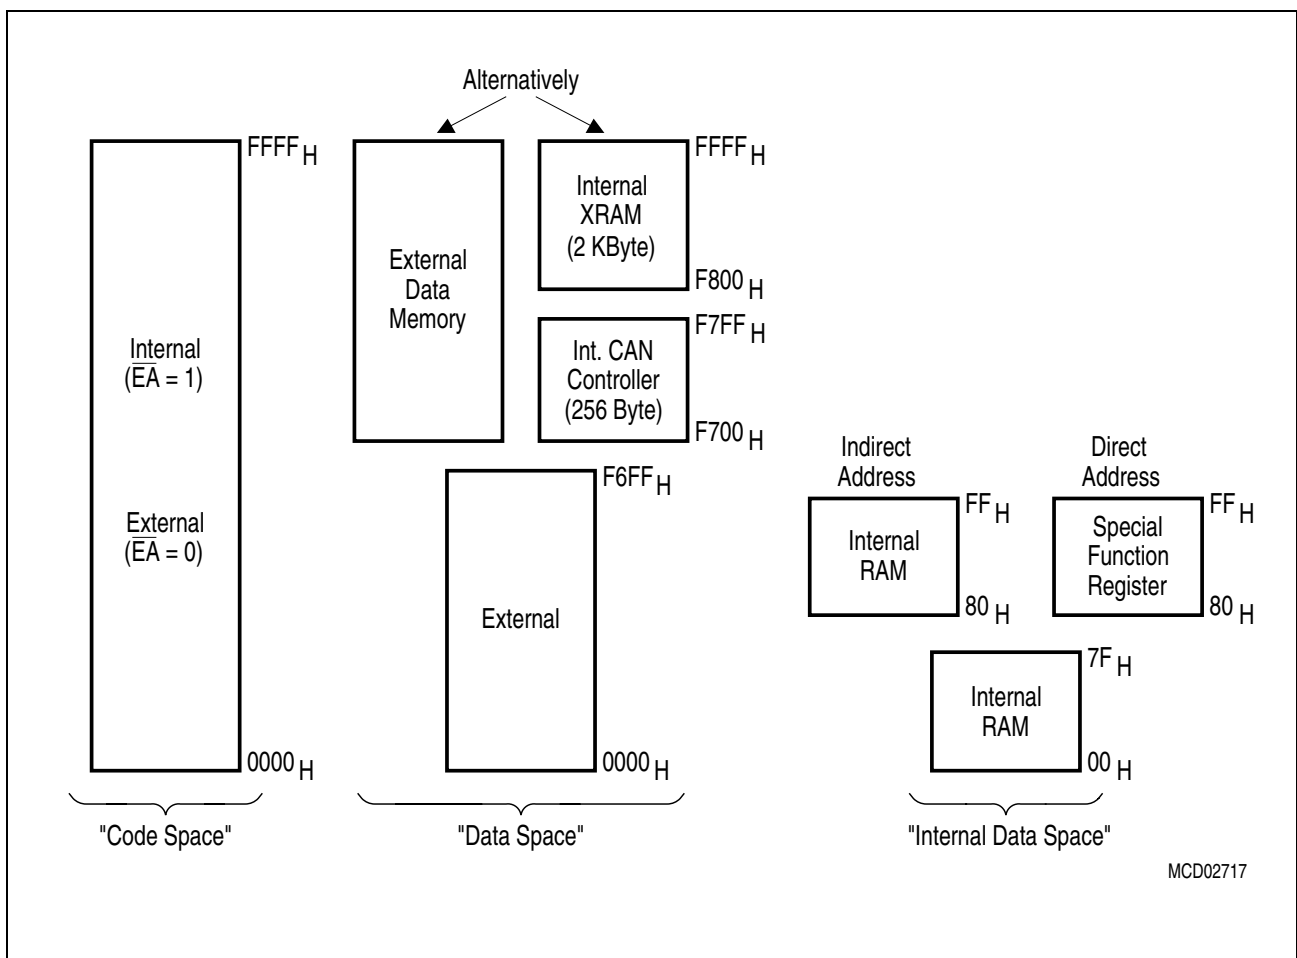 Alternatively
FFFF H
Internal
(E̅A̅ = 1)
External
(E̅A̅ = 0)
0000 H
"Code Space"
External
Data
Memory
Internal
XRAM
(2 KByte)
FFFF H
F800 H
Int. CAN
Controller
(256 Byte)
F7FF H
F700 H
External
F6FF H
0000 H
"Data Space"
Indirect
Address
Internal
RAM
FF H
80 H
Direct
Address
Special
Function
Register
FF H
80 H
Internal
RAM
7F H
00 H
"Internal Data Space"
MCD02717